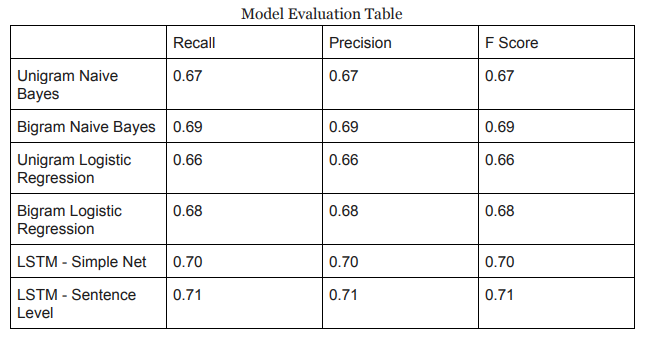 Model Evaluation Table
Recall Precision F Score
Unigram Naive
Bayes
0.67 0.67 0.67
Bigram Naive Bayes 0.69 0.69 0.69
Unigram Logistic
Regression
0.66 0.66 0.66
Bigram Logistic
Regression
0.68 0.68 0.68
LSTM - Simple Net 0.70 0.70 0.70
LSTM - Sentence
Level
0.71 0.71 0.71